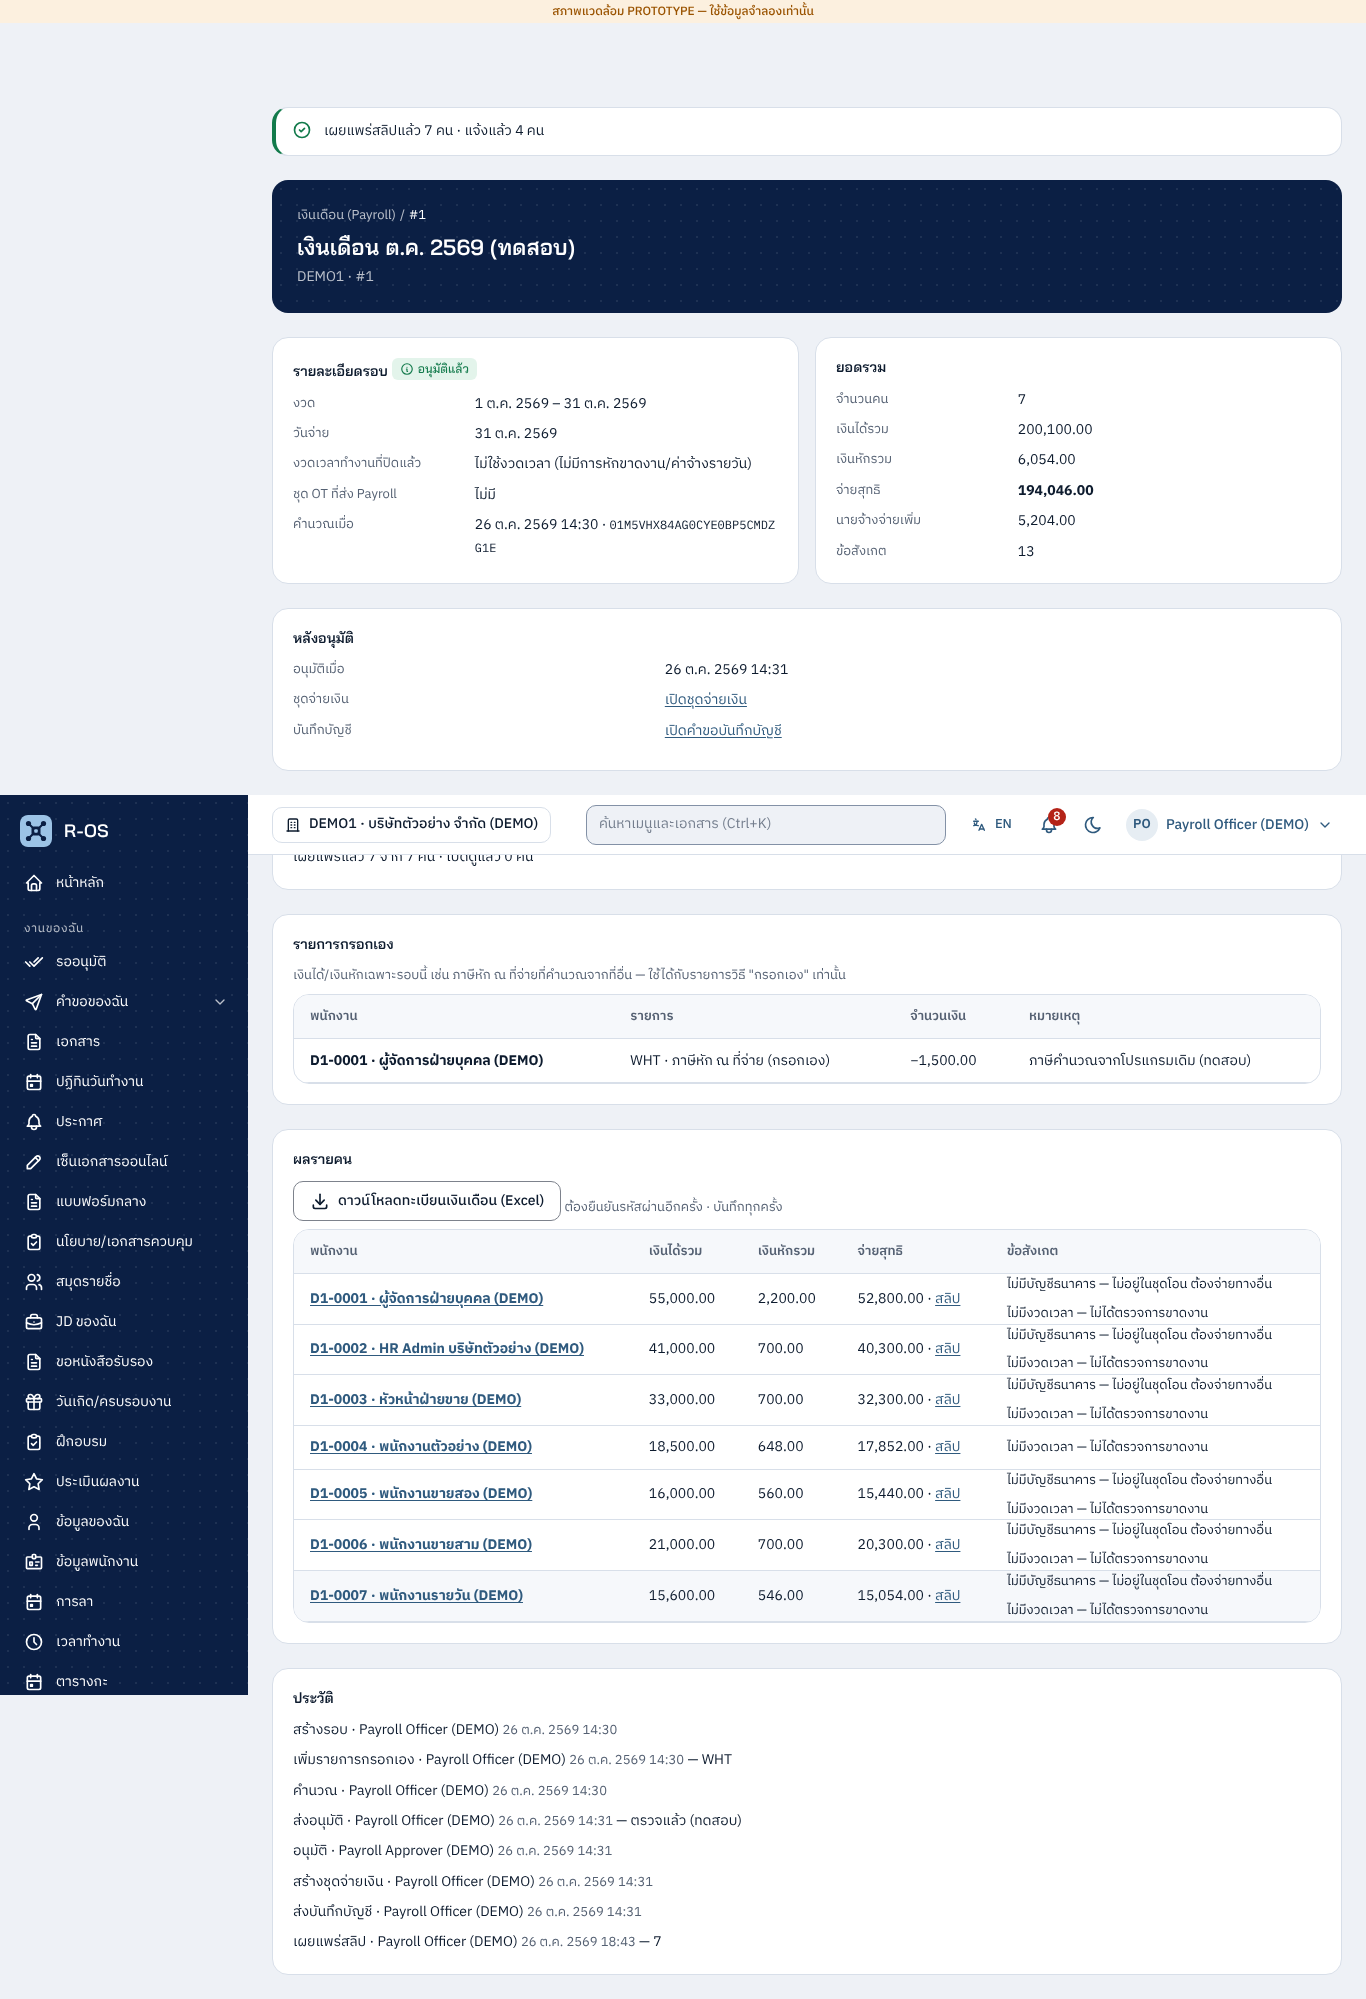 สภาพแวดล้อม PROTOTYPE — ใช้ข้อมูลจำลองเท่านั้น
เผยแพร่สลิปแล้ว 7 คน · แจ้งแล้ว 4 คน
เงินเดือน (Payroll) / #1
เงินเดือน ต.ค. 2569 (ทดสอบ)
DEMO1 · #1
รายละเอียดรอบ อนุมัติแล้ว
งวด 1 ต.ค. 2569 – 31 ต.ค. 2569
วันจ่าย 31 ต.ค. 2569
งวดเวลาทำงานที่ปิดแล้ว ไม่ใช้งวดเวลา (ไม่มีการหักขาดงาน/ค่าจ้างรายวัน)
ชุด OT ที่ส่ง Payroll ไม่มี
คำนวณเมื่อ 26 ต.ค. 2569 14:30 · 01M5VHX84AG0CYE0BP5CMDZ
G1E
ยอดรวม
จำนวนคน 7
เงินได้รวม 200,100.00
เงินหักรวม 6,054.00
จ่ายสุทธิ 194,046.00
นายจ้างจ่ายเพิ่ม 5,204.00
ข้อสังเกต 13
หลังอนุมัติ
อนุมัติเมื่อ 26 ต.ค. 2569 14:31
ชุดจ่ายเงิน เปิดชุดจ่ายเงิน
บันทึกบัญชี เปิดคำขอบันทึกบัญชี
R-OS
DEMO1 · บริษัทตัวอย่าง จำกัด (DEMO)
ค้นหาเมนูและเอกสาร (Ctrl+K)
EN
8
PO Payroll Officer (DEMO)
หน้าหลัก
งานของฉัน
รออนุมัติ
คำขอของฉัน
เอกสาร
ปฏิทินวันทำงาน
ประกาศ
เซ็นเอกสารออนไลน์
แบบฟอร์มกลาง
นโยบาย/เอกสารควบคุม
สมุดรายชื่อ
JD ของฉัน
ขอหนังสือรับรอง
วันเกิด/ครบรอบงาน
ฝึกอบรม
ประเมินผลงาน
ข้อมูลของฉัน
ข้อมูลพนักงาน
การลา
เวลาทำงาน
ตารางกะ
เผยแพร่แล้ว 7 จาก 7 คน · เปิดดูแล้ว 0 คน
รายการกรอกเอง
เงินได้/เงินหักเฉพาะรอบนี้ เช่น ภาษีหัก ณ ที่จ่ายที่คำนวณจากที่อื่น — ใช้ได้กับรายการวิธี "กรอกเอง" เท่านั้น
พนักงาน รายการ จำนวนเงิน หมายเหตุ
D1-0001 · ผู้จัดการฝ่ายบุคคล (DEMO) WHT · ภาษีหัก ณ ที่จ่าย (กรอกเอง) −1,500.00 ภาษีคำนวณจากโปรแกรมเดิม (ทดสอบ)
ผลรายคน
ดาวน์โหลดทะเบียนเงินเดือน (Excel) ต้องยืนยันรหัสผ่านอีกครั้ง · บันทึกทุกครั้ง
พนักงาน เงินได้รวม เงินหักรวม จ่ายสุทธิ ข้อสังเกต
D1-0001 · ผู้จัดการฝ่ายบุคคล (DEMO) 55,000.00 2,200.00 52,800.00 · สลิป ไม่มีบัญชีธนาคาร — ไม่อยู่ในชุดโอน ต้องจ่ายทางอื่น
ไม่มีงวดเวลา — ไม่ได้ตรวจการขาดงาน
D1-0002 · HR Admin บริษัทตัวอย่าง (DEMO) 41,000.00 700.00 40,300.00 · สลิป ไม่มีบัญชีธนาคาร — ไม่อยู่ในชุดโอน ต้องจ่ายทางอื่น
ไม่มีงวดเวลา — ไม่ได้ตรวจการขาดงาน
D1-0003 · หัวหน้าฝ่ายขาย (DEMO) 33,000.00 700.00 32,300.00 · สลิป ไม่มีบัญชีธนาคาร — ไม่อยู่ในชุดโอน ต้องจ่ายทางอื่น
ไม่มีงวดเวลา — ไม่ได้ตรวจการขาดงาน
D1-0004 · พนักงานตัวอย่าง (DEMO) 18,500.00 648.00 17,852.00 · สลิป ไม่มีงวดเวลา — ไม่ได้ตรวจการขาดงาน
D1-0005 · พนักงานขายสอง (DEMO) 16,000.00 560.00 15,440.00 · สลิป ไม่มีบัญชีธนาคาร — ไม่อยู่ในชุดโอน ต้องจ่ายทางอื่น
ไม่มีงวดเวลา — ไม่ได้ตรวจการขาดงาน
D1-0006 · พนักงานขายสาม (DEMO) 21,000.00 700.00 20,300.00 · สลิป ไม่มีบัญชีธนาคาร — ไม่อยู่ในชุดโอน ต้องจ่ายทางอื่น
ไม่มีงวดเวลา — ไม่ได้ตรวจการขาดงาน
D1-0007 · พนักงานรายวัน (DEMO) 15,600.00 546.00 15,054.00 · สลิป ไม่มีบัญชีธนาคาร — ไม่อยู่ในชุดโอน ต้องจ่ายทางอื่น
ไม่มีงวดเวลา — ไม่ได้ตรวจการขาดงาน
ประวัติ
สร้างรอบ · Payroll Officer (DEMO) 26 ต.ค. 2569 14:30
เพิ่มรายการกรอกเอง · Payroll Officer (DEMO) 26 ต.ค. 2569 14:30 — WHT
คำนวณ · Payroll Officer (DEMO) 26 ต.ค. 2569 14:30
ส่งอนุมัติ · Payroll Officer (DEMO) 26 ต.ค. 2569 14:31 — ตรวจแล้ว (ทดสอบ)
อนุมัติ · Payroll Approver (DEMO) 26 ต.ค. 2569 14:31
สร้างชุดจ่ายเงิน · Payroll Officer (DEMO) 26 ต.ค. 2569 14:31
ส่งบันทึกบัญชี · Payroll Officer (DEMO) 26 ต.ค. 2569 14:31
เผยแพร่สลิป · Payroll Officer (DEMO) 26 ต.ค. 2569 18:43 — 7